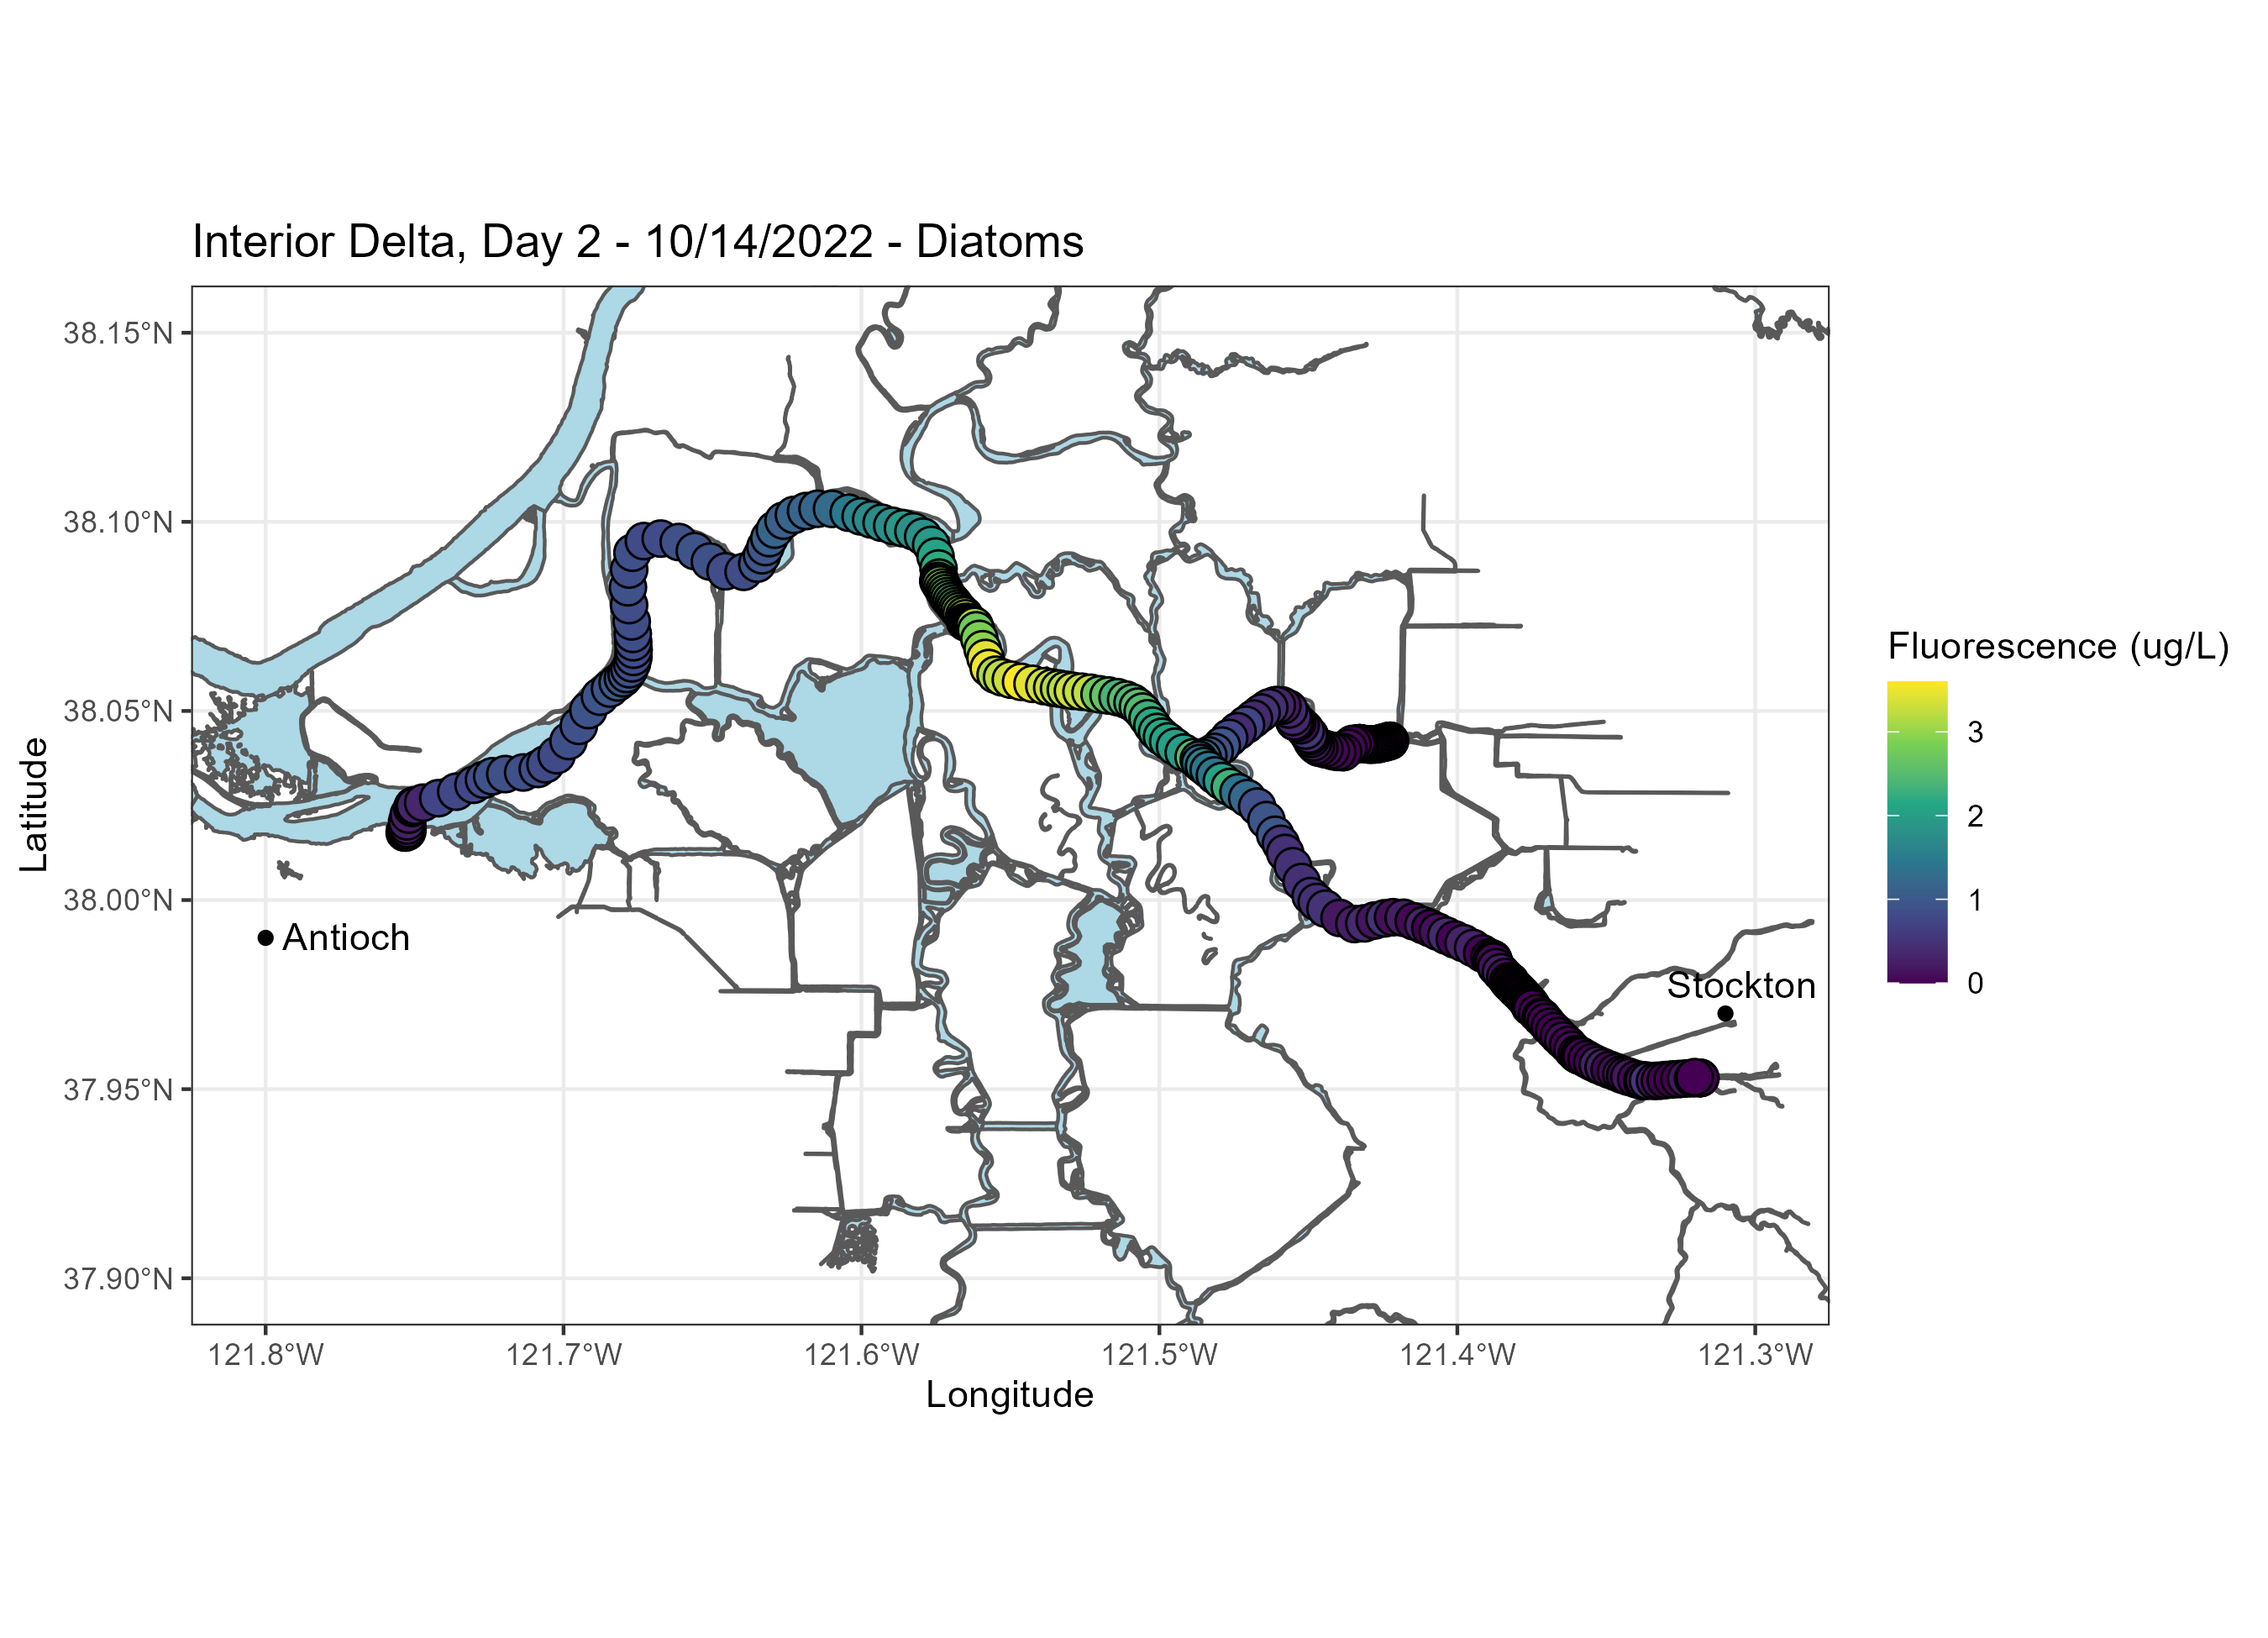 Interior Delta, Day 2 - 10/14/2022 - Diatoms
38.15°N
38.10°N
38.05°N
38.00°N
37.95°N
37.90°N
Latitude
Antioch
Stockton
121.8°W
121.7°W
121.6°W
121.5°W
121.4°W
121.3°W
Longitude
Fluorescence (ug/L)
3
2
1
0